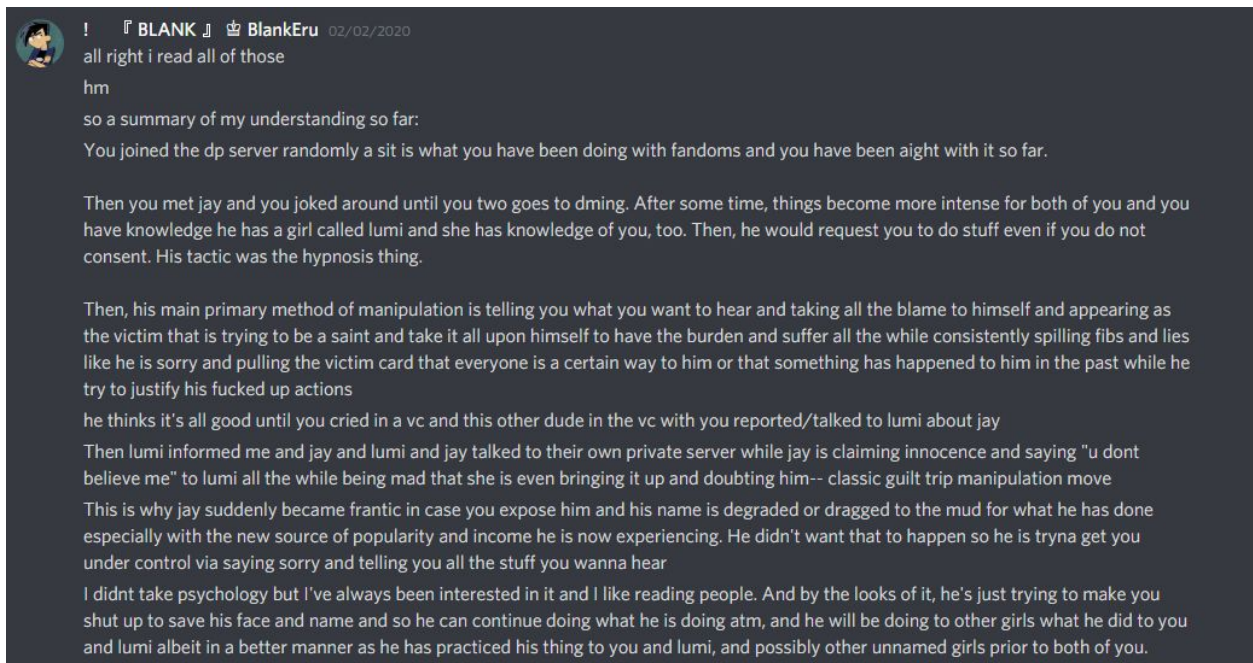 ! 『 BLANK 』 ♔ BlankEru 02/02/2020
all right i read all of those
hm
so a summary of my understanding so far:
You joined the dp server randomly a sit is what you have been doing with fandoms and you have been aight with it so far.
Then you met jay and you joked around until you two goes to dming. After some time, things become more intense for both of you and you
have knowledge he has a girl called lumi and she has knowledge of you, too. Then, he would request you to do stuff even if you do not
consent. His tactic was the hypnosis thing.
Then, his main primary method of manipulation is telling you what you want to hear and taking all the blame to himself and appearing as
the victim that is trying to be a saint and take it all upon himself to have the burden and suffer all the while consistently spilling fibs and lies
like he is sorry and pulling the victim card that everyone is a certain way to him or that something has happened to him in the past while he
try to justify his fucked up actions
he thinks it's all good until you cried in a vc and this other dude in the vc with you reported/talked to lumi about jay
Then lumi informed me and jay and lumi and jay talked to their own private server while jay is claiming innocence and saying "u dont
believe me" to lumi all the while being mad that she is even bringing it up and doubting him-- classic guilt trip manipulation move
This is why jay suddenly became frantic in case you expose him and his name is degraded or dragged to the mud for what he has done
especially with the new source of popularity and income he is now experiencing. He didn't want that to happen so he is tryna get you
under control via saying sorry and telling you all the stuff you wanna hear
I didnt take psychology but I've always been interested in it and I like reading people. And by the looks of it, he's just trying to make you
shut up to save his face and name and so he can continue doing what he is doing atm, and he will be doing to other girls what he did to you
and lumi albeit in a better manner as he has practiced his thing to you and lumi, and possibly other unnamed girls prior to both of you.